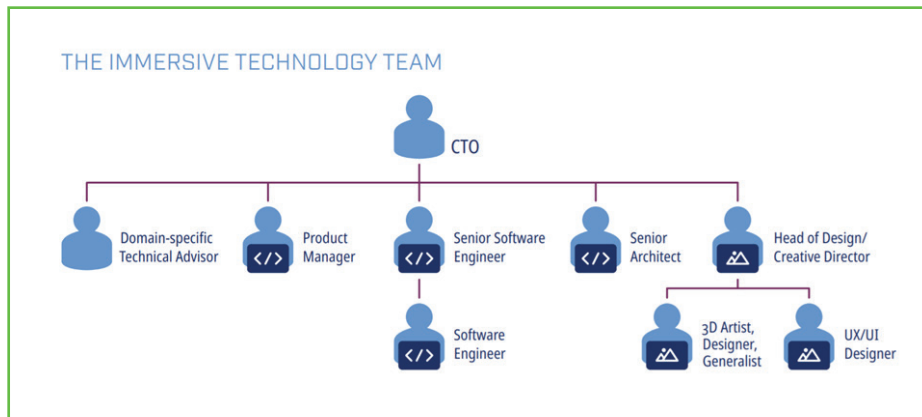 THE IMMERSIVE TECHNOLOGY TEAM
CTO
Domain-specific
Technical Advisor
</>
Product
Manager
</>
Senior Software
Engineer
</>
Senior
Architect
Head of Design/
Creative Director
</>
Software
Engineer
3D Artist,
Designer,
Generalist
UX/UI
Designer